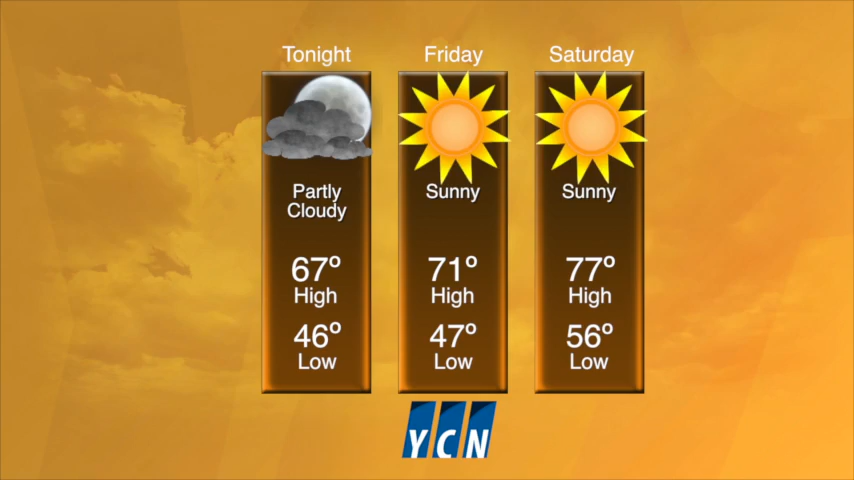 Tonight
Friday
Saturday
Partly
Cloudy
Sunny
Sunny
67º
High
71º
High
77º
High
46º
Low
47º
Low
56º
Low
YCN